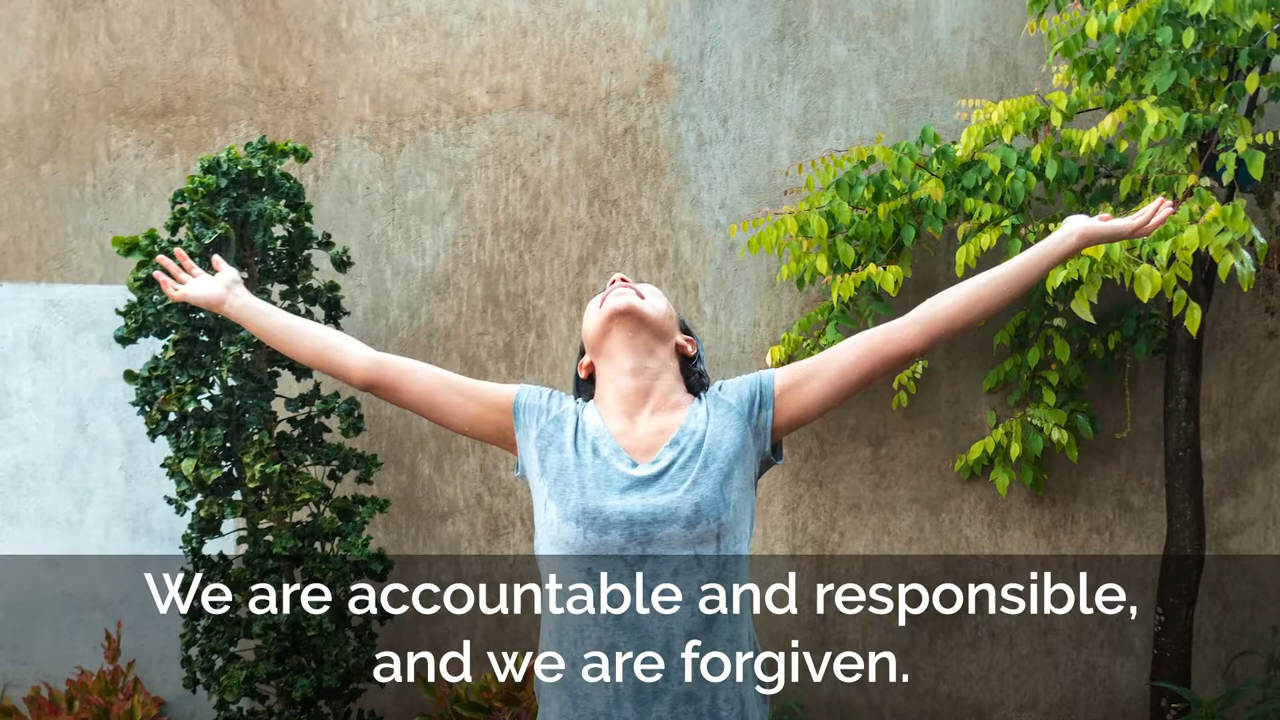 We are accountable and responsible,
and we are forgiven.